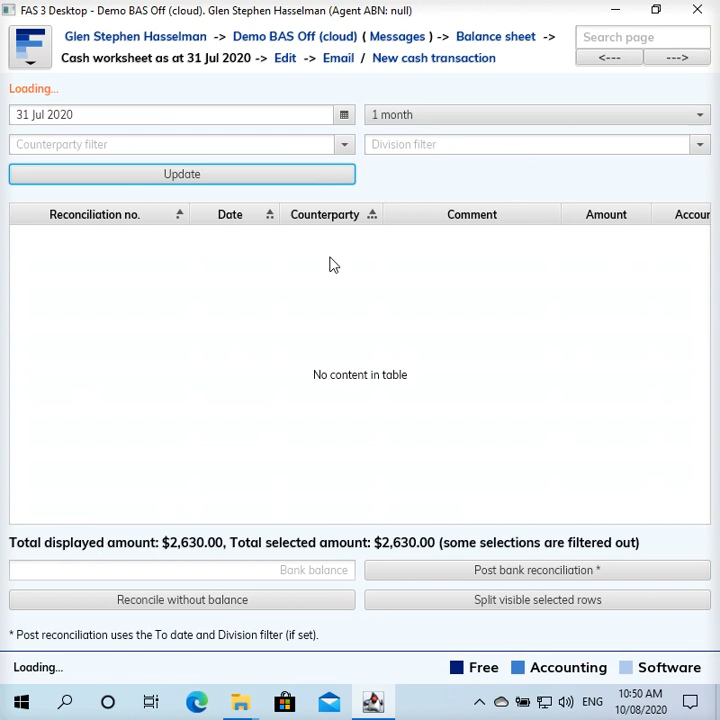 FAS 3 Desktop - Demo BAS Off (cloud). Glen Stephen Hasselman (Agent ABN: null)
Glen Stephen Hasselman -> Demo BAS Off (cloud) ( Messages ) -> Balance sheet ->
Cash worksheet as at 31 Jul 2020 -> Edit -> Email / New cash transaction
Search page
<--- --->
Loading...
31 Jul 2020 1 month
Counterparty filter Division filter
Update
Reconciliation no. Date Counterparty Comment Amount Accour
No content in table
Total displayed amount: $2,630.00, Total selected amount: $2,630.00 (some selections are filtered out)
Bank balance Post bank reconciliation *
Reconcile without balance Split visible selected rows
* Post reconciliation uses the To date and Division filter (if set).
Loading... Free Accounting Software
ENG 10:50 AM
10/08/2020